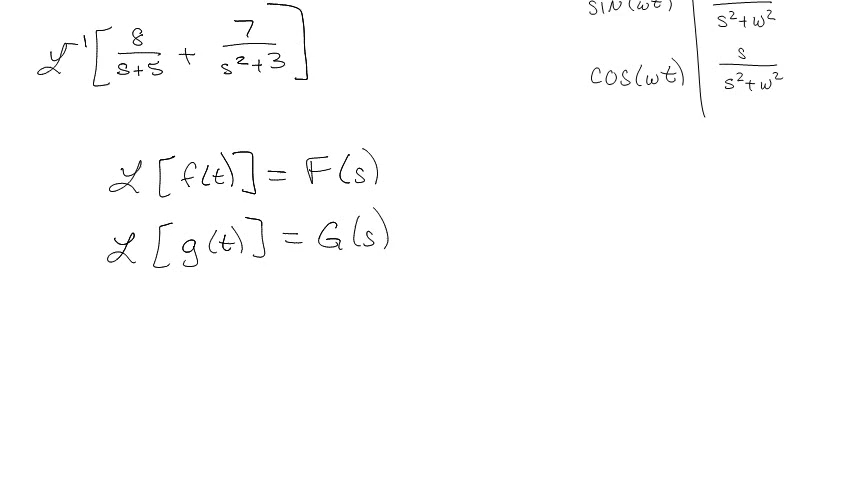 ℒ⁻¹[8/(s+5) + 7/(s²+3)]
sin(ωt) | /(s²+ω²)
cos(ωt) | s/(s²+ω²)
ℒ[f(t)] = F(s)
ℒ[g(t)] = G(s)